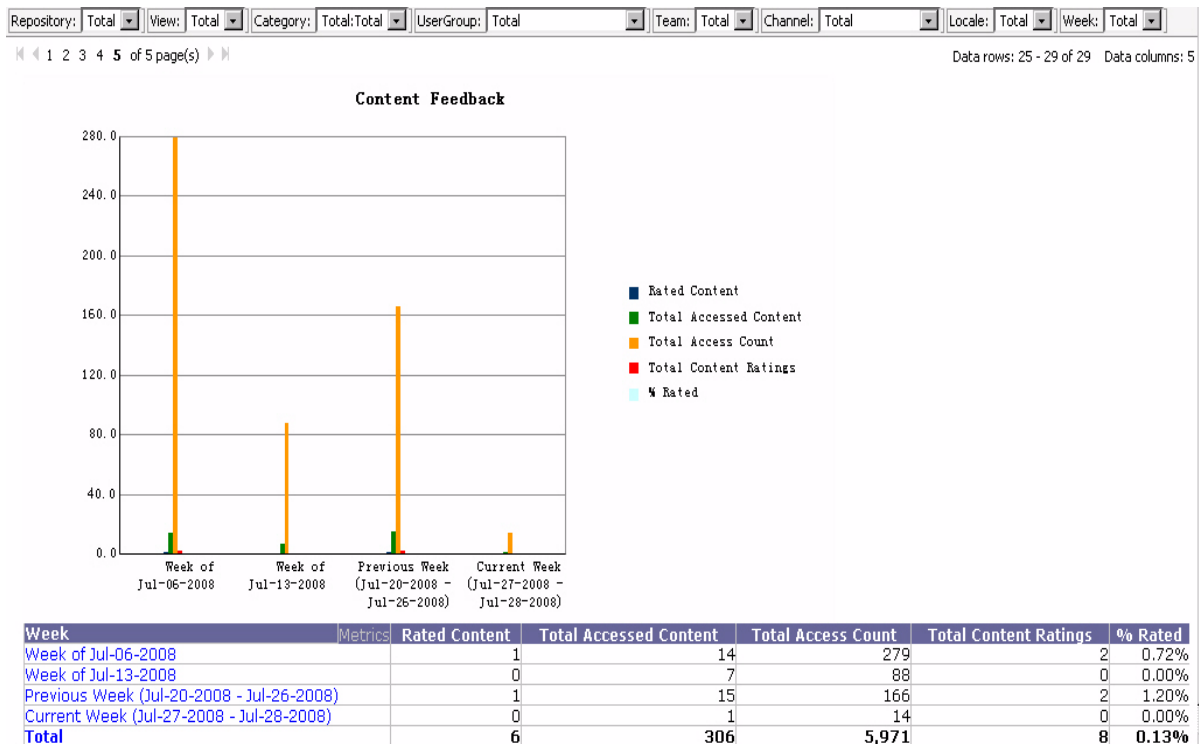 Repository: Total View: Total Category: Total:Total UserGroup: Total Team: Total Channel: Total Locale: Total Week: Total
1 2 3 4 5 of 5 page(s) Data rows: 25 - 29 of 29 Data columns: 5
Content Feedback
280.0
240.0
200.0
160.0
120.0
80.0
40.0
0.0
Rated Content
Total Accessed Content
Total Access Count
Total Content Ratings
% Rated
Week of Week of Previous Week Current Week
Jul-06-2008 Jul-13-2008 (Jul-20-2008 - (Jul-27-2008 -
Jul-26-2008) Jul-28-2008)
Week Metrics Rated Content Total Accessed Content Total Access Count Total Content Ratings % Rated
Week of Jul-06-2008 1 14 279 2 0.72%
Week of Jul-13-2008 0 7 88 0 0.00%
Previous Week (Jul-20-2008 - Jul-26-2008) 1 15 166 2 1.20%
Current Week (Jul-27-2008 - Jul-28-2008) 0 1 14 0 0.00%
Total 6 306 5,971 8 0.13%